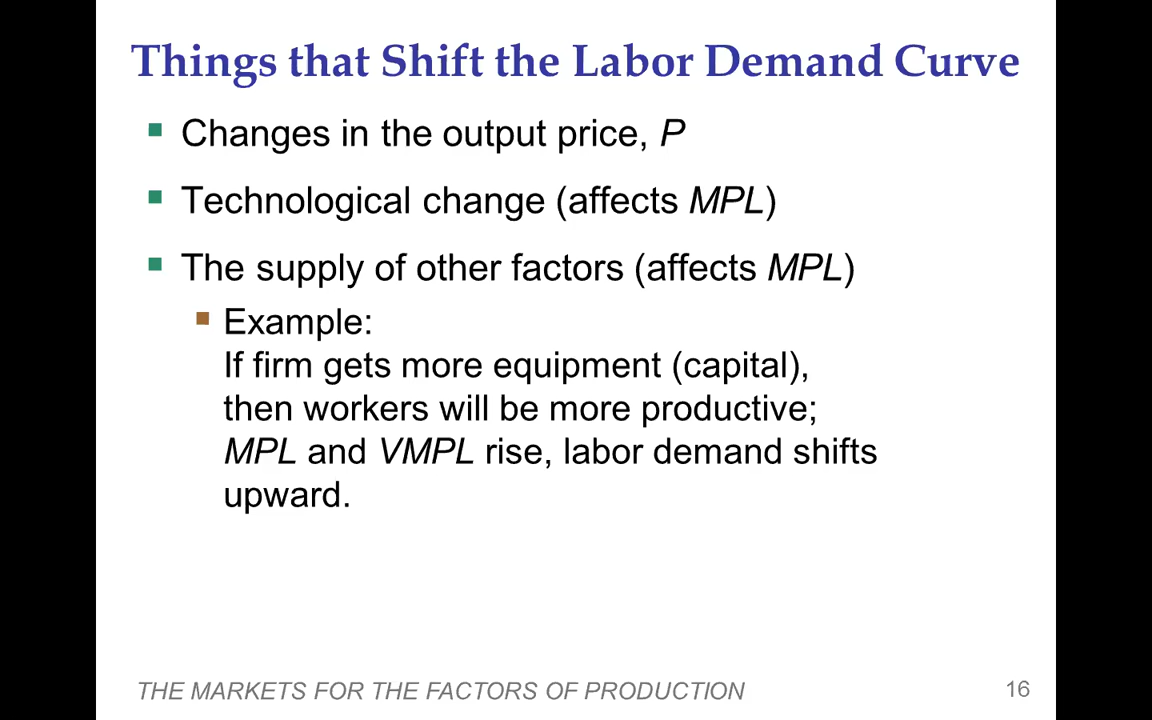 Things that Shift the Labor Demand Curve
Changes in the output price, P
Technological change (affects MPL)
The supply of other factors (affects MPL)
Example:
If firm gets more equipment (capital),
then workers will be more productive;
MPL and VMPL rise, labor demand shifts
upward.
THE MARKETS FOR THE FACTORS OF PRODUCTION
16